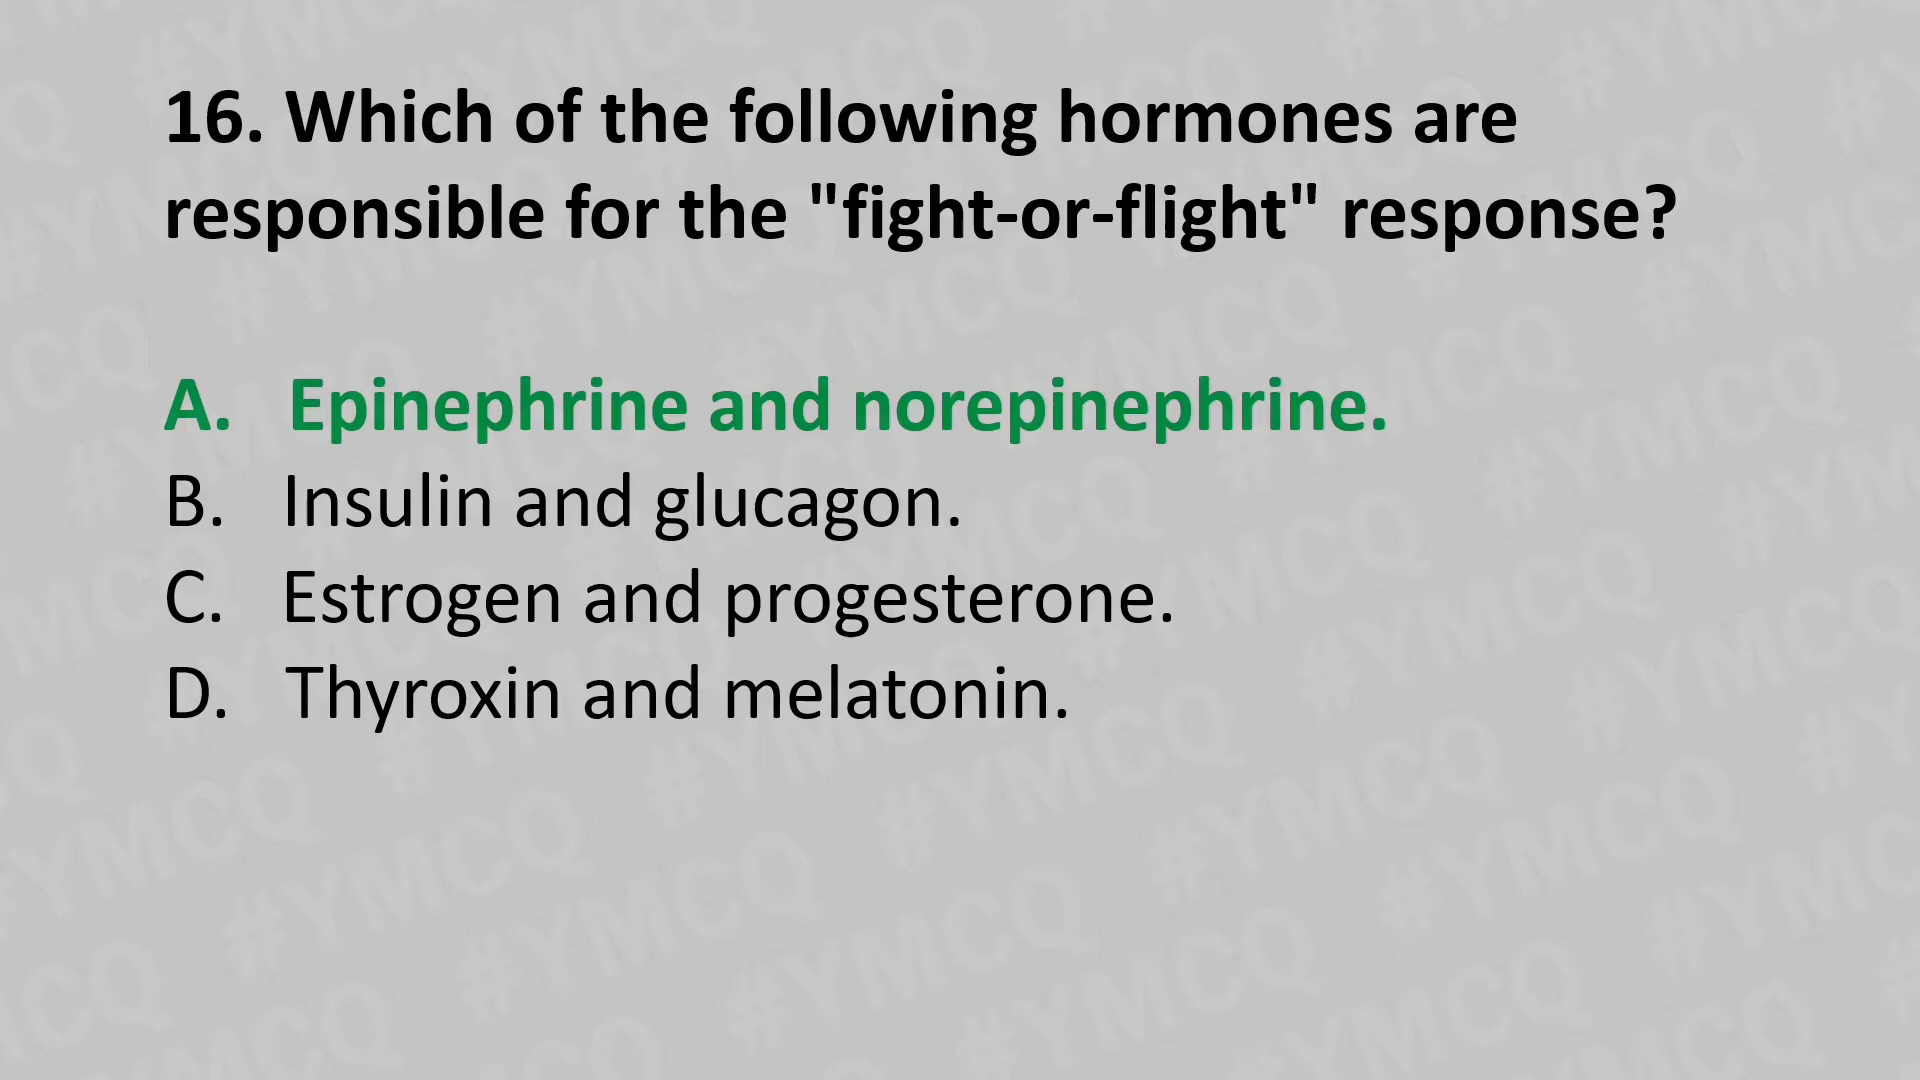 16. Which of the following hormones are
responsible for the "fight-or-flight" response?
A. Epinephrine and norepinephrine.
B. Insulin and glucagon.
C. Estrogen and progesterone.
D. Thyroxin and melatonin.
#YMCQ